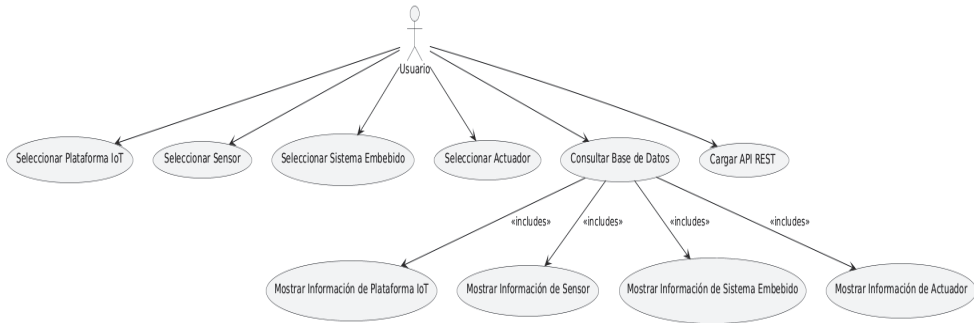 Usuario
Seleccionar Plataforma IoT
Seleccionar Sensor
Seleccionar Sistema Embebido
Seleccionar Actuador
Consultar Base de Datos
Cargar API REST
«includes»
«includes»
«includes»
«includes»
Mostrar Información de Plataforma IoT
Mostrar Información de Sensor
Mostrar Información de Sistema Embebido
Mostrar Información de Actuador